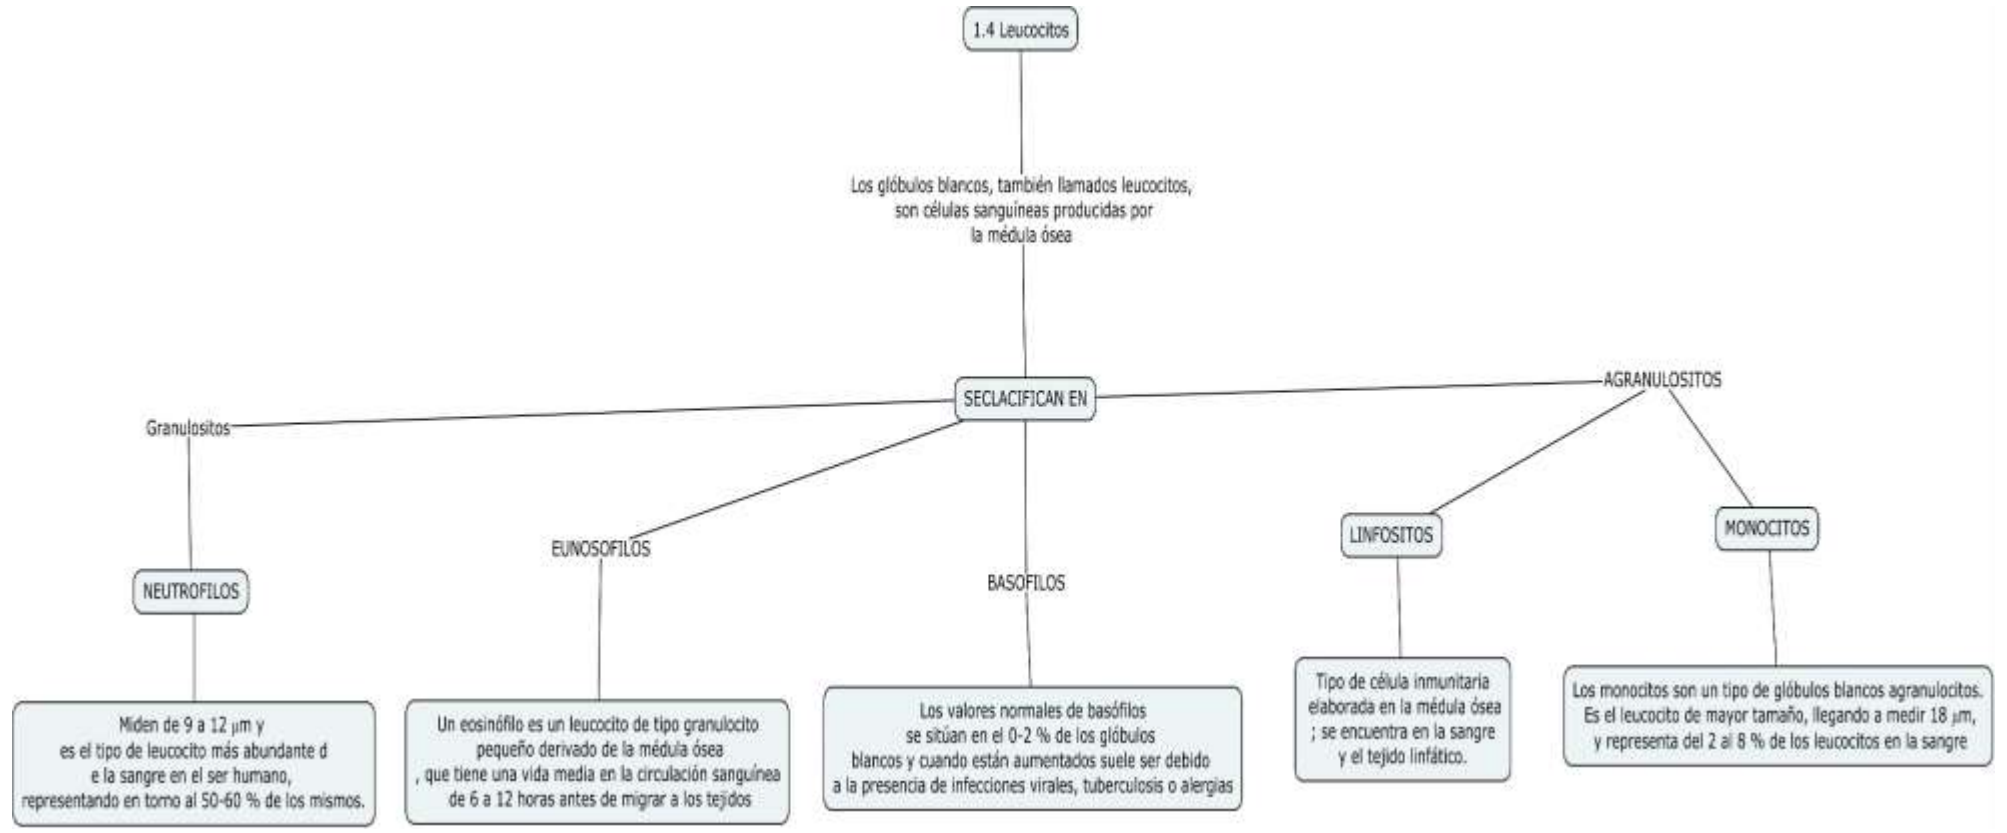 1.4 Leucocitos
Los glóbulos blancos, también llamados leucocitos,
son células sanguíneas producidas por
la médula ósea
SECLACIFICAN EN
AGRANULOSITOS
Granulositos
EUNOSOFILOS
BASOFILOS
LINFOSITOS
MONOCITOS
NEUTROFILOS
Miden de 9 a 12 µm y
es el tipo de leucocito más abundante d
e la sangre en el ser humano,
representando en torno al 50-60 % de los mismos.
Un eosinófilo es un leucocito de tipo granulocito
pequeño derivado de la médula ósea
, que tiene una vida media en la circulación sanguínea
de 6 a 12 horas antes de migrar a los tejidos
Los valores normales de basófilos
se sitúan en el 0-2 % de los glóbulos
blancos y cuando están aumentados suele ser debido
a la presencia de infecciones virales, tuberculosis o alergias
Tipo de célula inmunitaria
elaborada en la médula ósea
; se encuentra en la sangre
y el tejido linfático.
Los monocitos son un tipo de glóbulos blancos agranulocitos.
Es el leucocito de mayor tamaño, llegando a medir 18 µm,
y representa del 2 al 8 % de los leucocitos en la sangre